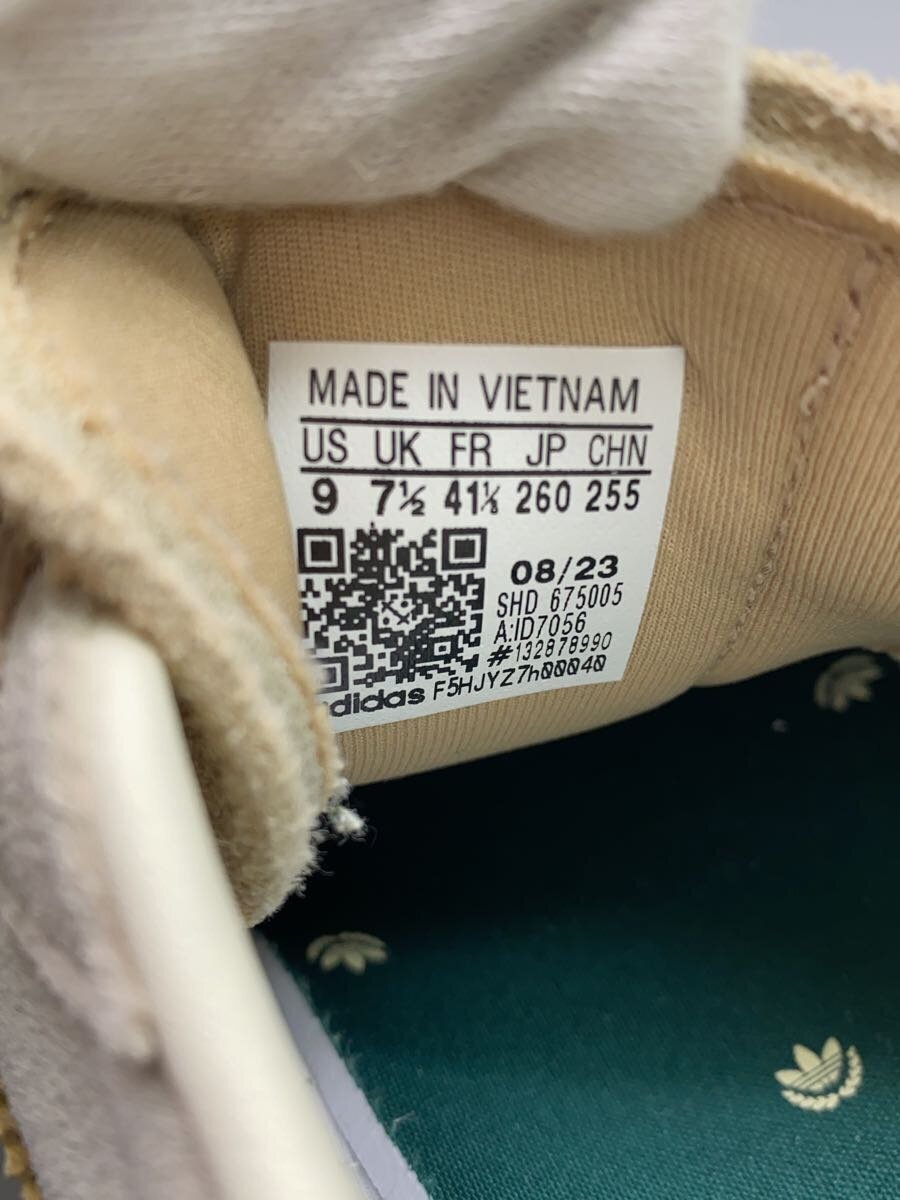 MADE IN VIETNAM
US UK FR JP CHN
9 7½ 41⅓ 260 255
08/23
SHD 675005
A:ID7056
#132878990
adidas F5HJYZ7h00040